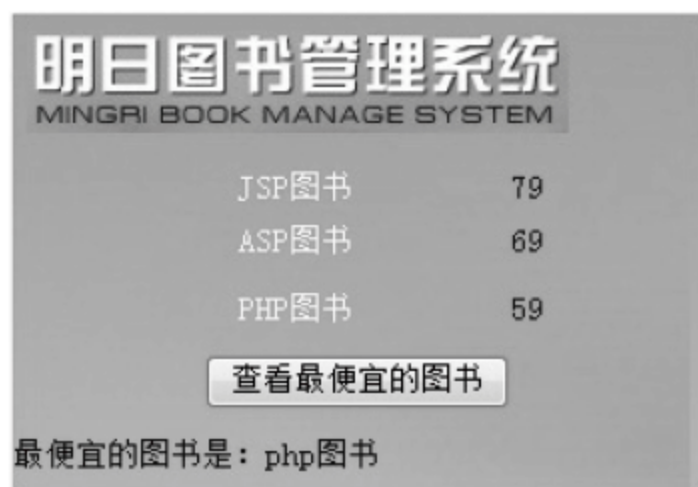 明日图书管理系统
MINGRI BOOK MANAGE SYSTEM
JSP图书 79
ASP图书 69
PHP图书 59
查看最便宜的图书
最便宜的图书是：php图书